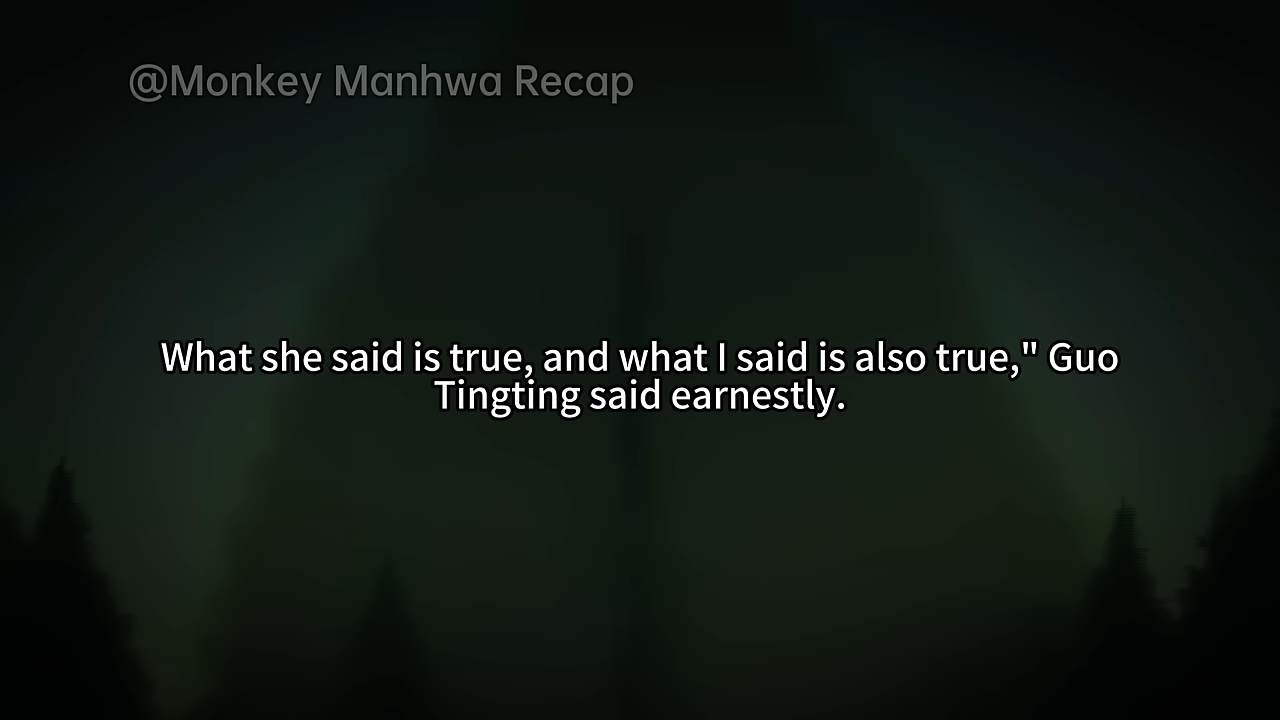 @Monkey Manhwa Recap
What she said is true, and what I said is also true," Guo
Tingting said earnestly.